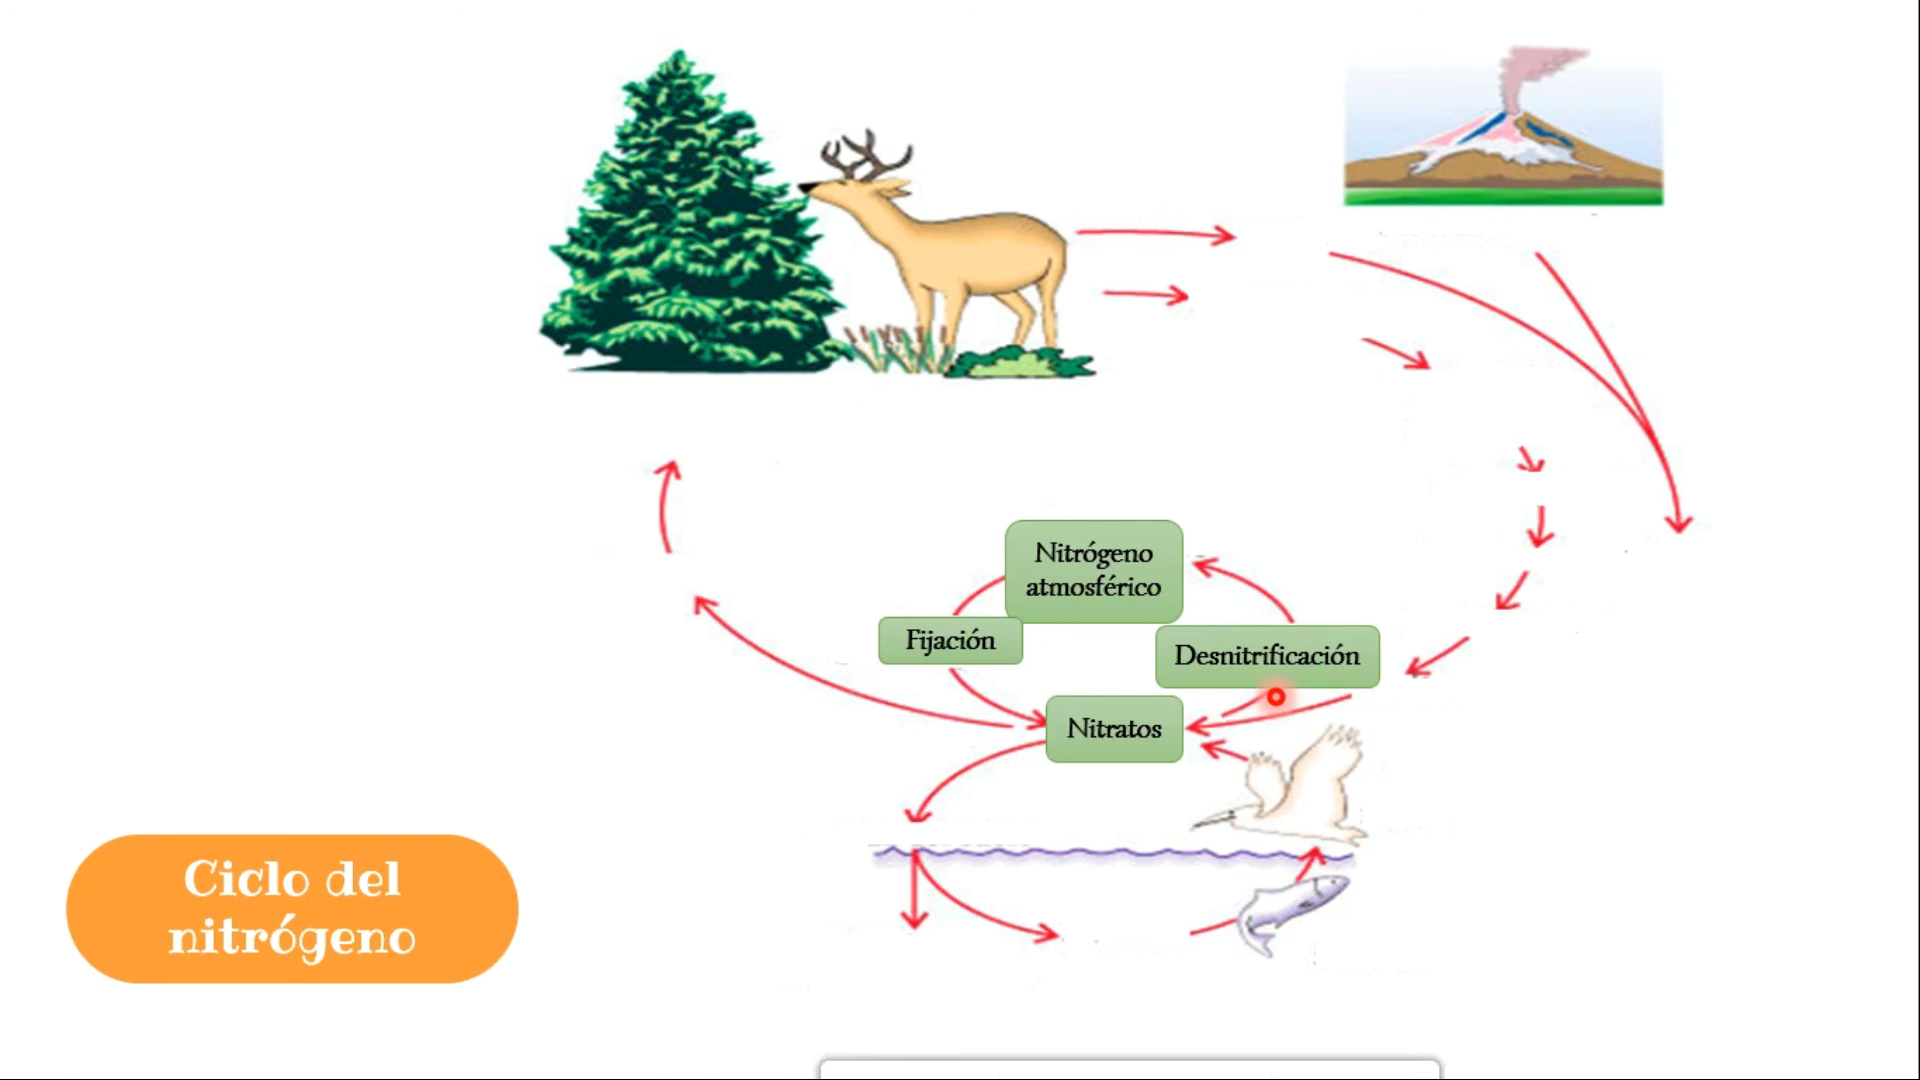 Nitrógeno
atmosférico
Fijación
Desnitrificación
Nitratos
Ciclo del
nitrógeno